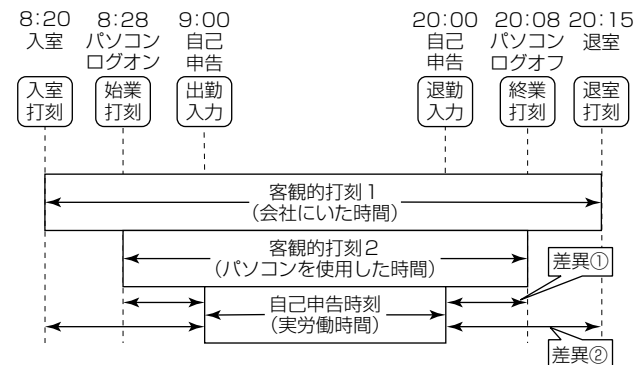 8:20 8:28 9:00 20:00 20:08 20:15
入室 パソコン 自己 自己 パソコン 退室
ログオン 申告 申告 ログオフ
入室 始業 出勤 退勤 終業 退室
打刻 打刻 入力 入力 打刻 打刻
客観的打刻1
(会社にいた時間)
客観的打刻2
(パソコンを使用した時間)
差異①
自己申告時刻
(実労働時間)
差異②